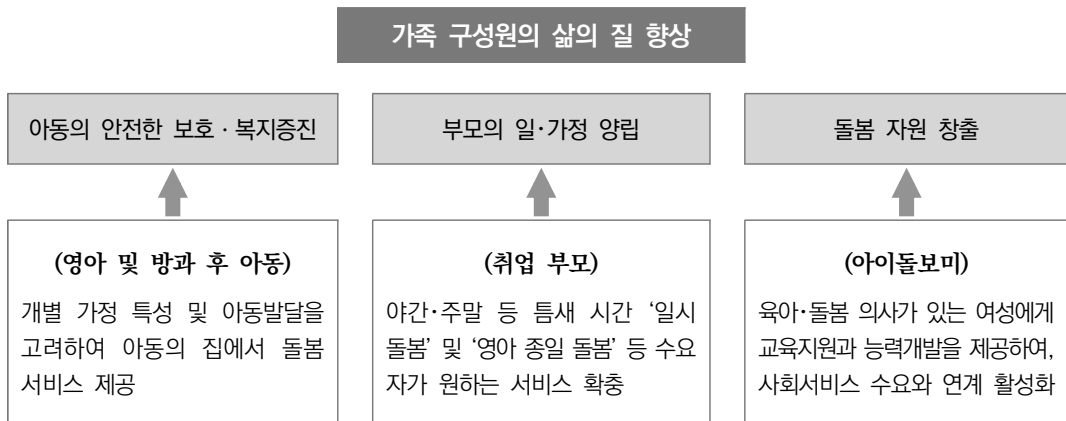 가족 구성원의 삶의 질 향상
아동의 안전한 보호 · 복지증진
부모의 일·가정 양립
돌봄 자원 창출
(영아 및 방과 후 아동)
개별 가정 특성 및 아동발달을
고려하여 아동의 집에서 돌봄
서비스 제공
(취업 부모)
야간·주말 등 틈새 시간 ‘일시
돌봄’ 및 ‘영아 종일 돌봄’ 등 수요
자가 원하는 서비스 확충
(아이돌보미)
육아·돌봄 의사가 있는 여성에게
교육지원과 능력개발을 제공하여,
사회서비스 수요와 연계 활성화